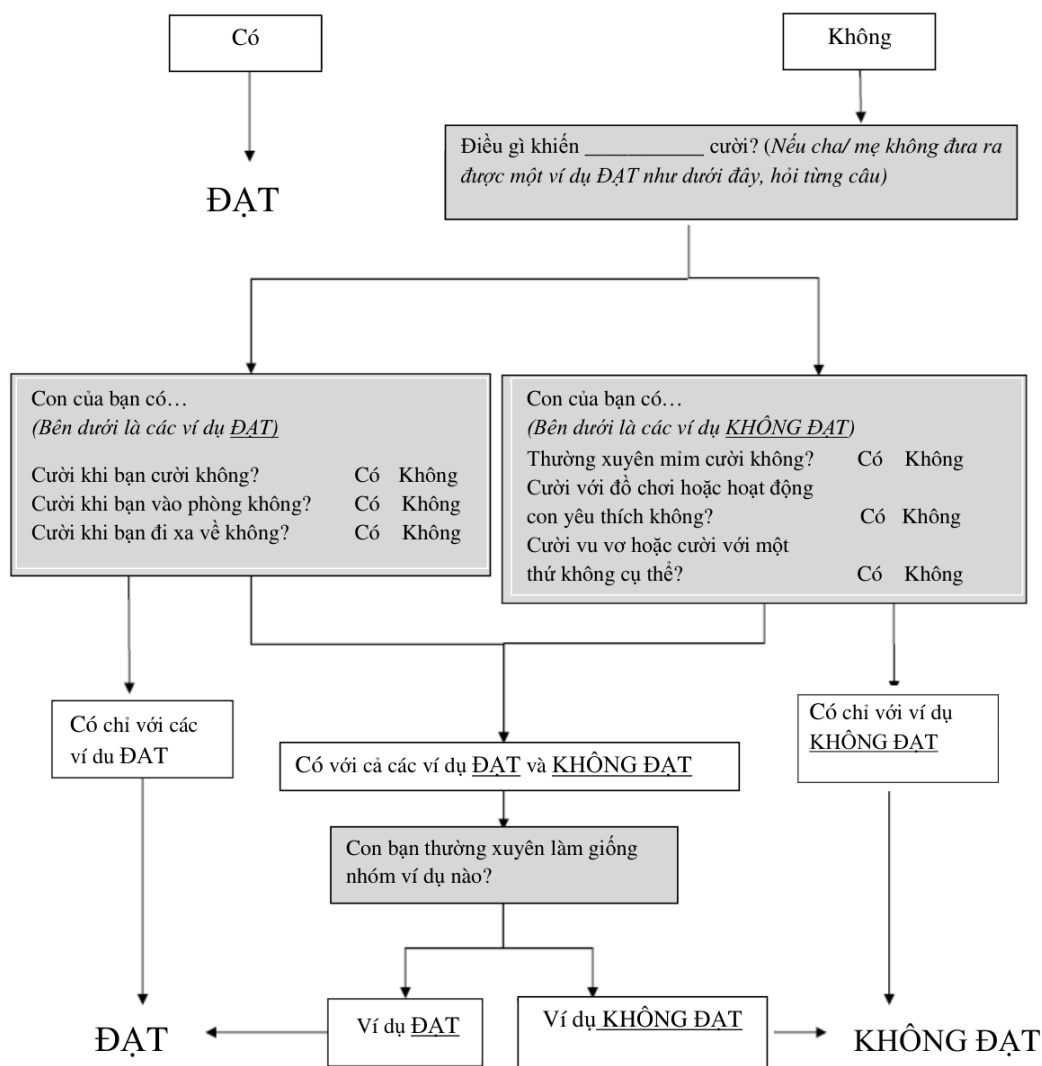 Có
Không
Điều gì khiến ___________ cười? (Nếu cha/ mẹ không đưa ra
được một ví dụ ĐẠT như dưới đây, hỏi từng câu)
ĐẠT
Con của bạn có…
(Bên dưới là các ví dụ ĐẠT)
Cười khi bạn cười không? Có Không
Cười khi bạn vào phòng không? Có Không
Cười khi bạn đi xa về không? Có Không
Con của bạn có…
(Bên dưới là các ví dụ KHÔNG ĐẠT)
Thường xuyên mỉm cười không? Có Không
Cười với đồ chơi hoặc hoạt động
con yêu thích không? Có Không
Cười vu vơ hoặc cười với một
thứ không cụ thể? Có Không
Có chỉ với các
ví du ĐAT
Có với cả các ví dụ ĐẠT và KHÔNG ĐẠT
Có chỉ với ví dụ
KHÔNG ĐẠT
Con bạn thường xuyên làm giống
nhóm ví dụ nào?
ĐẠT
Ví dụ ĐẠT
Ví dụ KHÔNG ĐẠT
KHÔNG ĐẠT